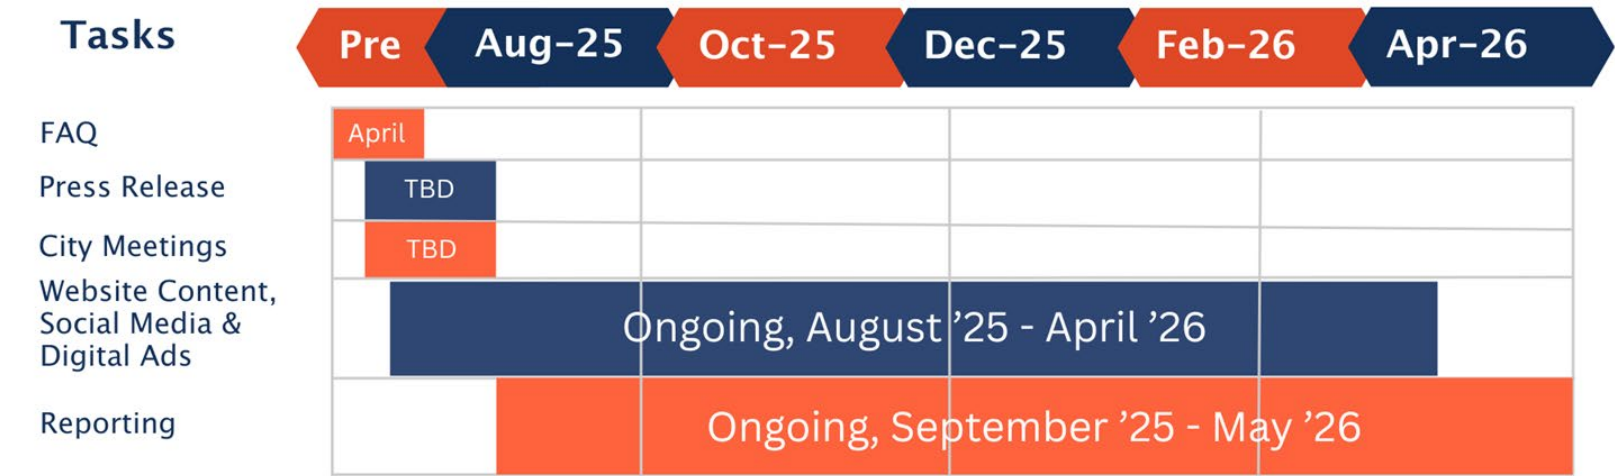 Tasks
Pre
Aug-25
Oct-25
Dec-25
Feb-26
Apr-26
FAQ
April
Press Release
TBD
City Meetings
TBD
Website Content,
Social Media &
Digital Ads
Ongoing, August ’25 - April ’26
Reporting
Ongoing, September ’25 - May ’26